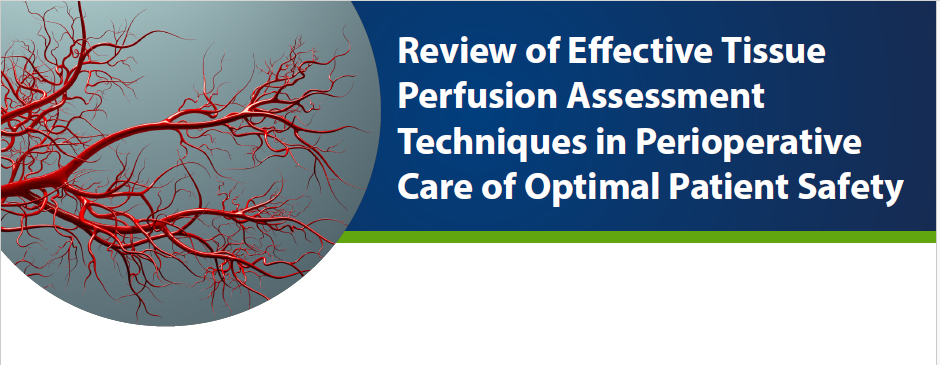 Review of Effective Tissue
Perfusion Assessment
Techniques in Perioperative
Care of Optimal Patient Safety